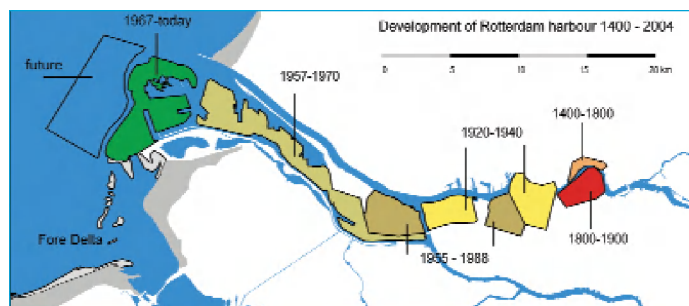 1967-today
Development of Rotterdam harbour 1400 - 2004
future
0 5 10 15 20 km
1957-1970
1920-1940
1400-1800
Fore Delta
1955 - 1988
1800-1900